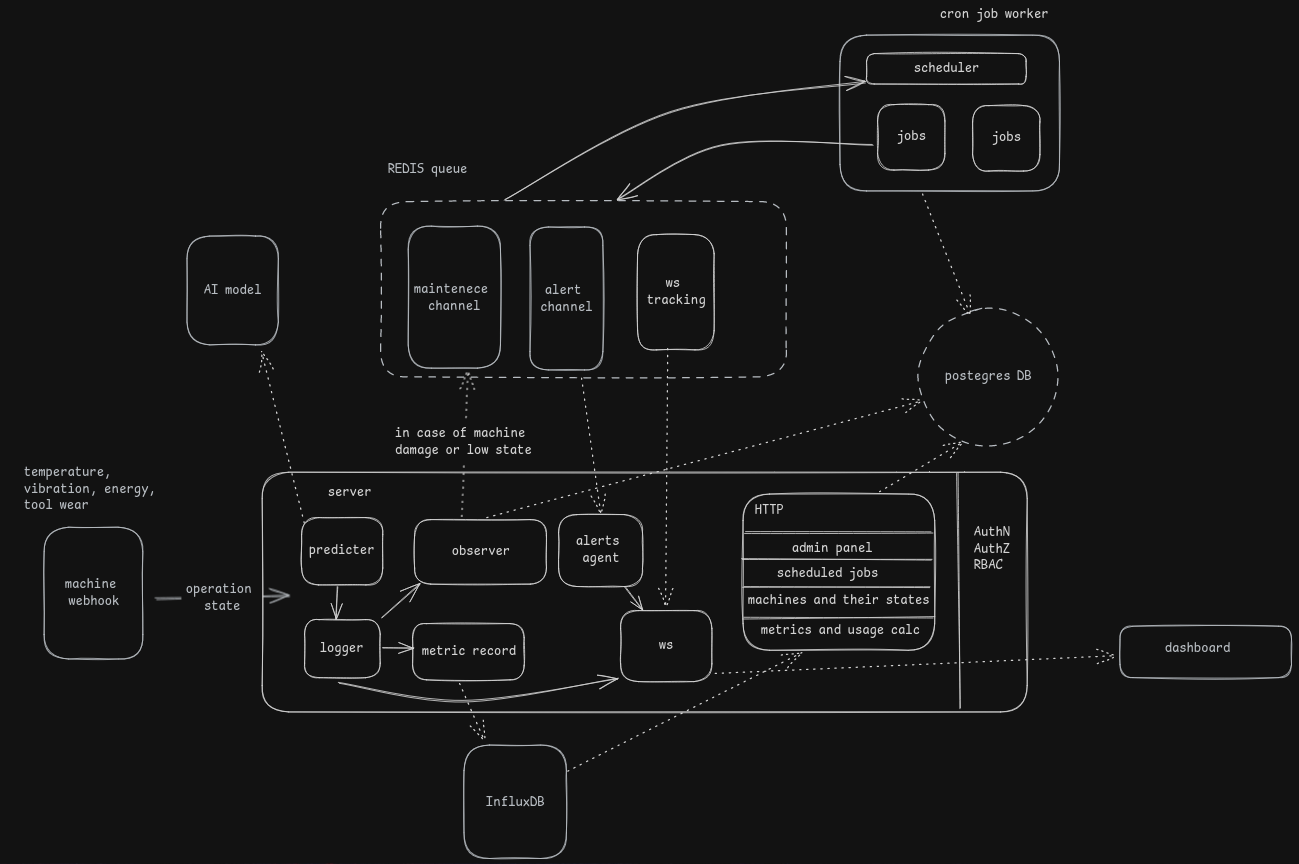 cron job worker
scheduler
jobs
jobs
REDIS queue
maintenece
channel
alert
channel
ws
tracking
AI model
postegres DB
in case of machine
damage or low state
temperature,
vibration, energy,
tool wear
machine
webhook
operation
state
server
predicter
observer
alerts
agent
logger
metric record
ws
HTTP
admin panel
scheduled jobs
machines and their states
metrics and usage calc
AuthN
AuthZ
RBAC
dashboard
InfluxDB